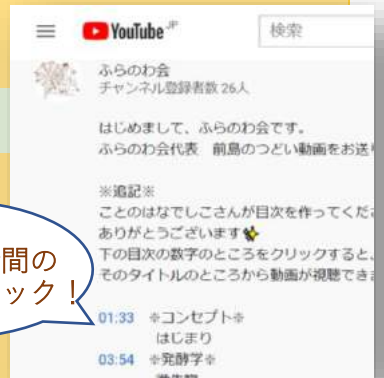 YouTube JP
検索
ふらのわ会
チャンネル登録者数 26人
はじめまして、ふらのわ会です。
ふらのわ会代表 前島のつどい動画をお送り
※追記※
ことのはなでしこさんが目次を作ってくださ
ありがとうございます
下の目次の数字のところをクリックすると、
そのタイトルのところから動画が視聴できま
間の
ック！
01:33 ※コンセプト※
はじまり
03:54 ※発酵学※